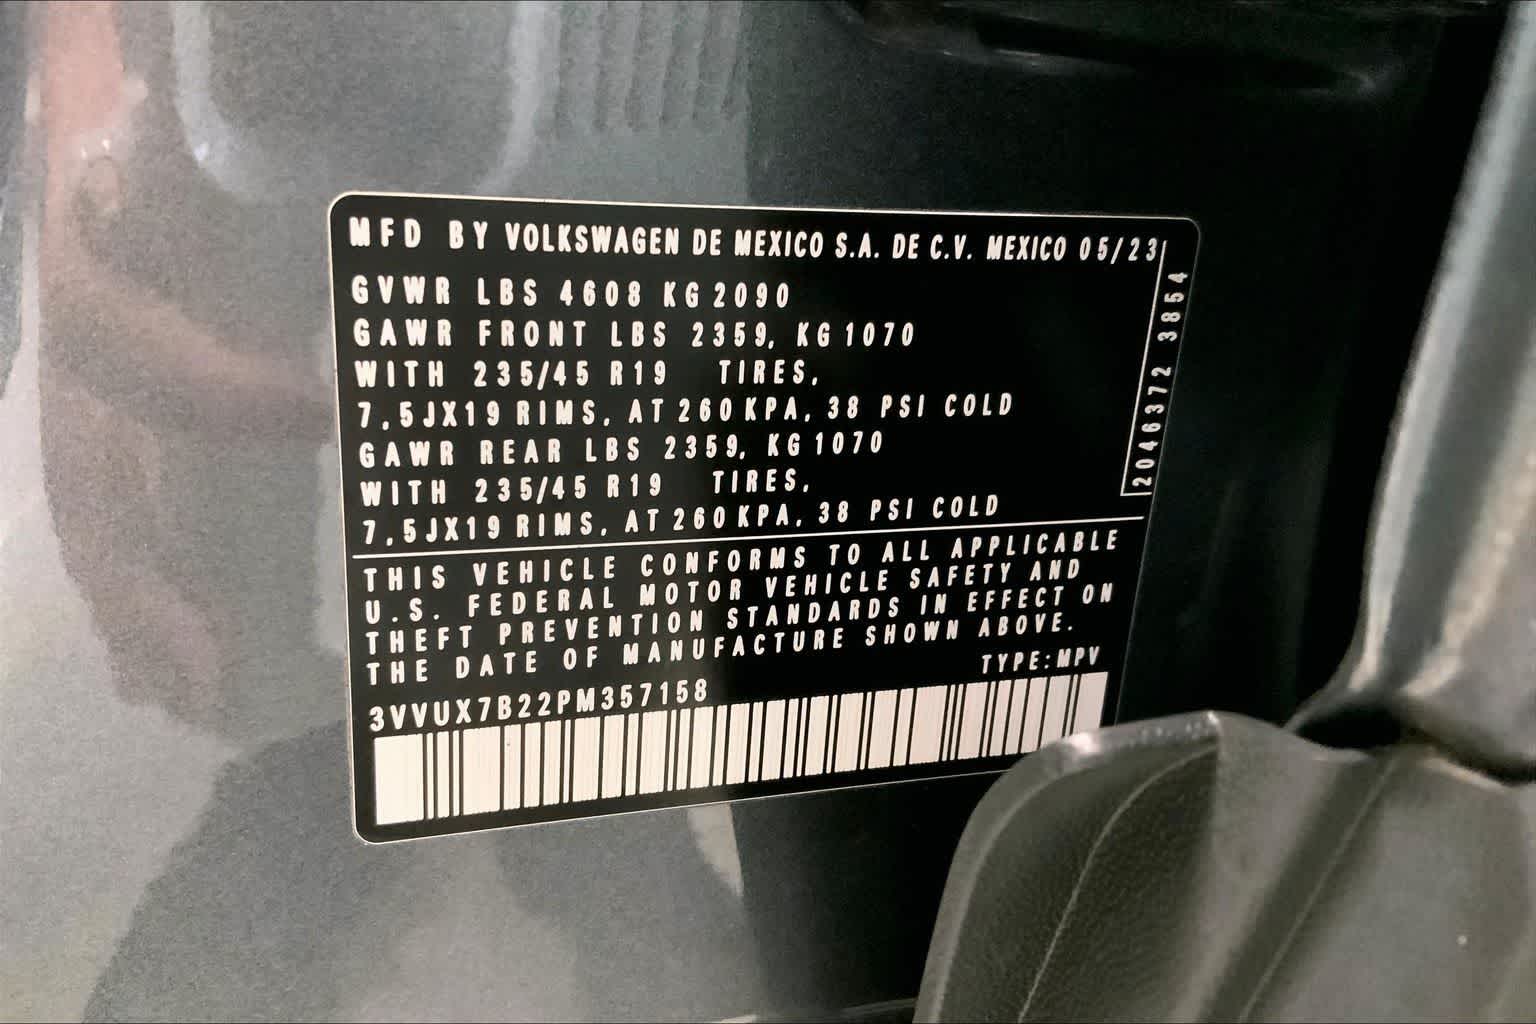 MFD BY VOLKSWAGEN DE MEXICO S.A. DE C.V. MEXICO 05/23
GVWR LBS 4608 KG 2090
GAWR FRONT LBS 2359, KG 1070
WITH 235/45 R19 TIRES,
7,5JX19 RIMS, AT 260 KPA, 38 PSI COLD
GAWR REAR LBS 2359, KG 1070
WITH 235/45 R19 TIRES,
7,5JX19 RIMS, AT 260 KPA, 38 PSI COLD
2046372 3854
THIS VEHICLE CONFORMS TO ALL APPLICABLE
U.S. FEDERAL MOTOR VEHICLE SAFETY AND
THEFT PREVENTION STANDARDS IN EFFECT ON
THE DATE OF MANUFACTURE SHOWN ABOVE.
TYPE:MPV
3VVUX7B22PM357158